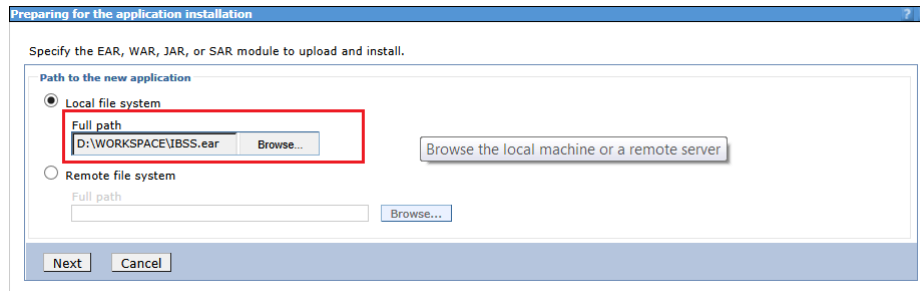 Preparing for the application installation ?
Specify the EAR, WAR, JAR, or SAR module to upload and install.
Path to the new application
Local file system
Full path
D:\WORKSPACE\IBSS.ear Browse...
Browse the local machine or a remote server
Remote file system
Full path
Browse...
Next Cancel